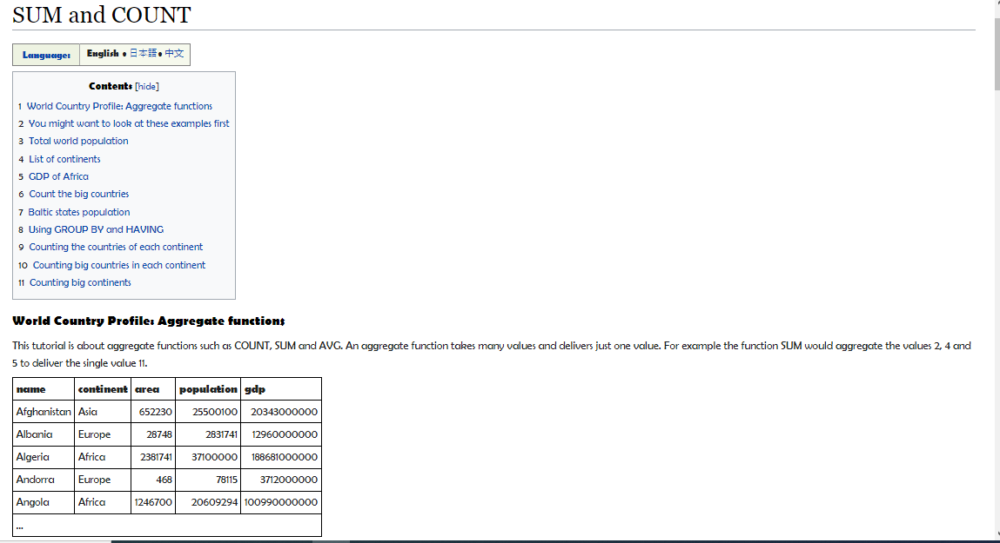 SUM and COUNT
Language: English • 日本語 • 中文
Contents [hide]
1 World Country Profile: Aggregate functions
2 You might want to look at these examples first
3 Total world population
4 List of continents
5 GDP of Africa
6 Count the big countries
7 Baltic states population
8 Using GROUP BY and HAVING
9 Counting the countries of each continent
10 Counting big countries in each continent
11 Counting big continents
World Country Profile: Aggregate functions
This tutorial is about aggregate functions such as COUNT, SUM and AVG. An aggregate function takes many values and delivers just one value. For example the function SUM would aggregate the values 2, 4 and
5 to deliver the single value 11.
name continent area population gdp
Afghanistan Asia 652230 25500100 20343000000
Albania Europe 28748 2831741 12960000000
Algeria Africa 2381741 37100000 188681000000
Andorra Europe 468 78115 3712000000
Angola Africa 1246700 20609294 100990000000
...